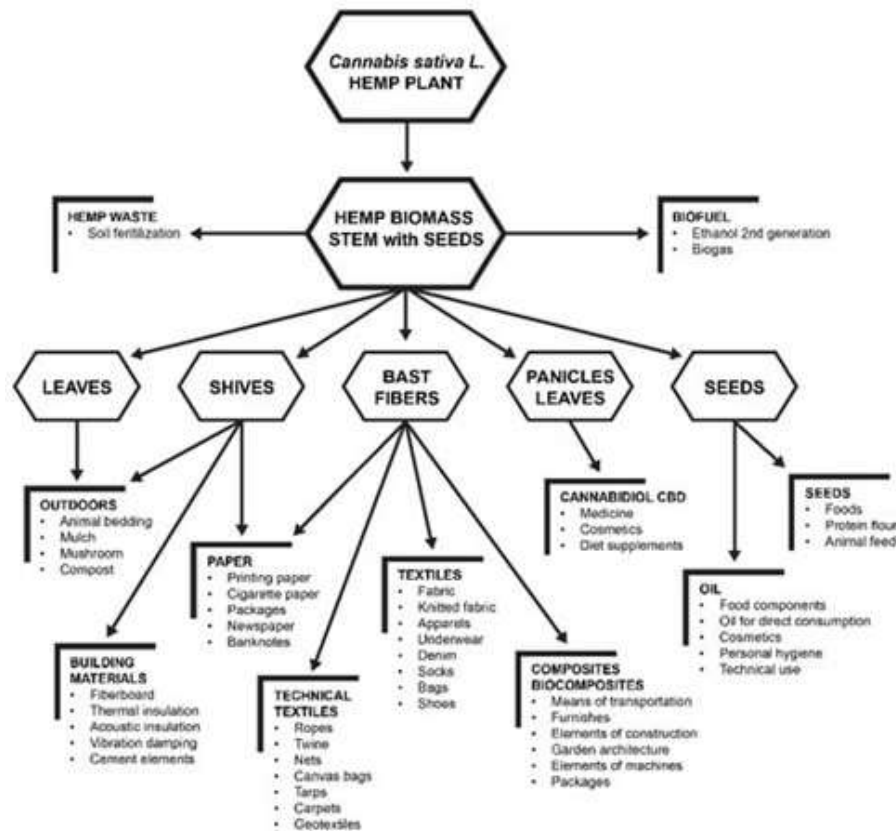 Cannabis sativa L.
HEMP PLANT
HEMP BIOMASS
STEM with SEEDS
HEMP WASTE
• Soil fertilization
BIOFUEL
• Ethanol 2nd generation
• Biogas
LEAVES
SHIVES
BAST
FIBERS
PANICLES
LEAVES
SEEDS
OUTDOORS
• Animal bedding
• Mulch
• Mushroom
• Compost
PAPER
• Printing paper
• Cigarette paper
• Packages
• Newspaper
• Banknotes
TEXTILES
• Fabric
• Knitted fabric
• Apparels
• Underwear
• Denim
• Socks
• Bags
• Shoes
CANNABIDIOL CBD
• Medicine
• Cosmetics
• Diet supplements
SEEDS
• Foods
• Protein flour
• Animal feed
OIL
• Food components
• Oil for direct consumption
• Cosmetics
• Personal hygiene
• Technical use
BUILDING
MATERIALS
• Fiberboard
• Thermal insulation
• Acoustic insulation
• Vibration damping
• Cement elements
TECHNICAL
TEXTILES
• Ropes
• Twine
• Nets
• Canvas bags
• Tarps
• Carpets
• Geotextiles
COMPOSITES
BIOCOMPOSITES
• Means of transportation
• Furnishes
• Elements of construction
• Garden architecture
• Elements of machines
• Packages